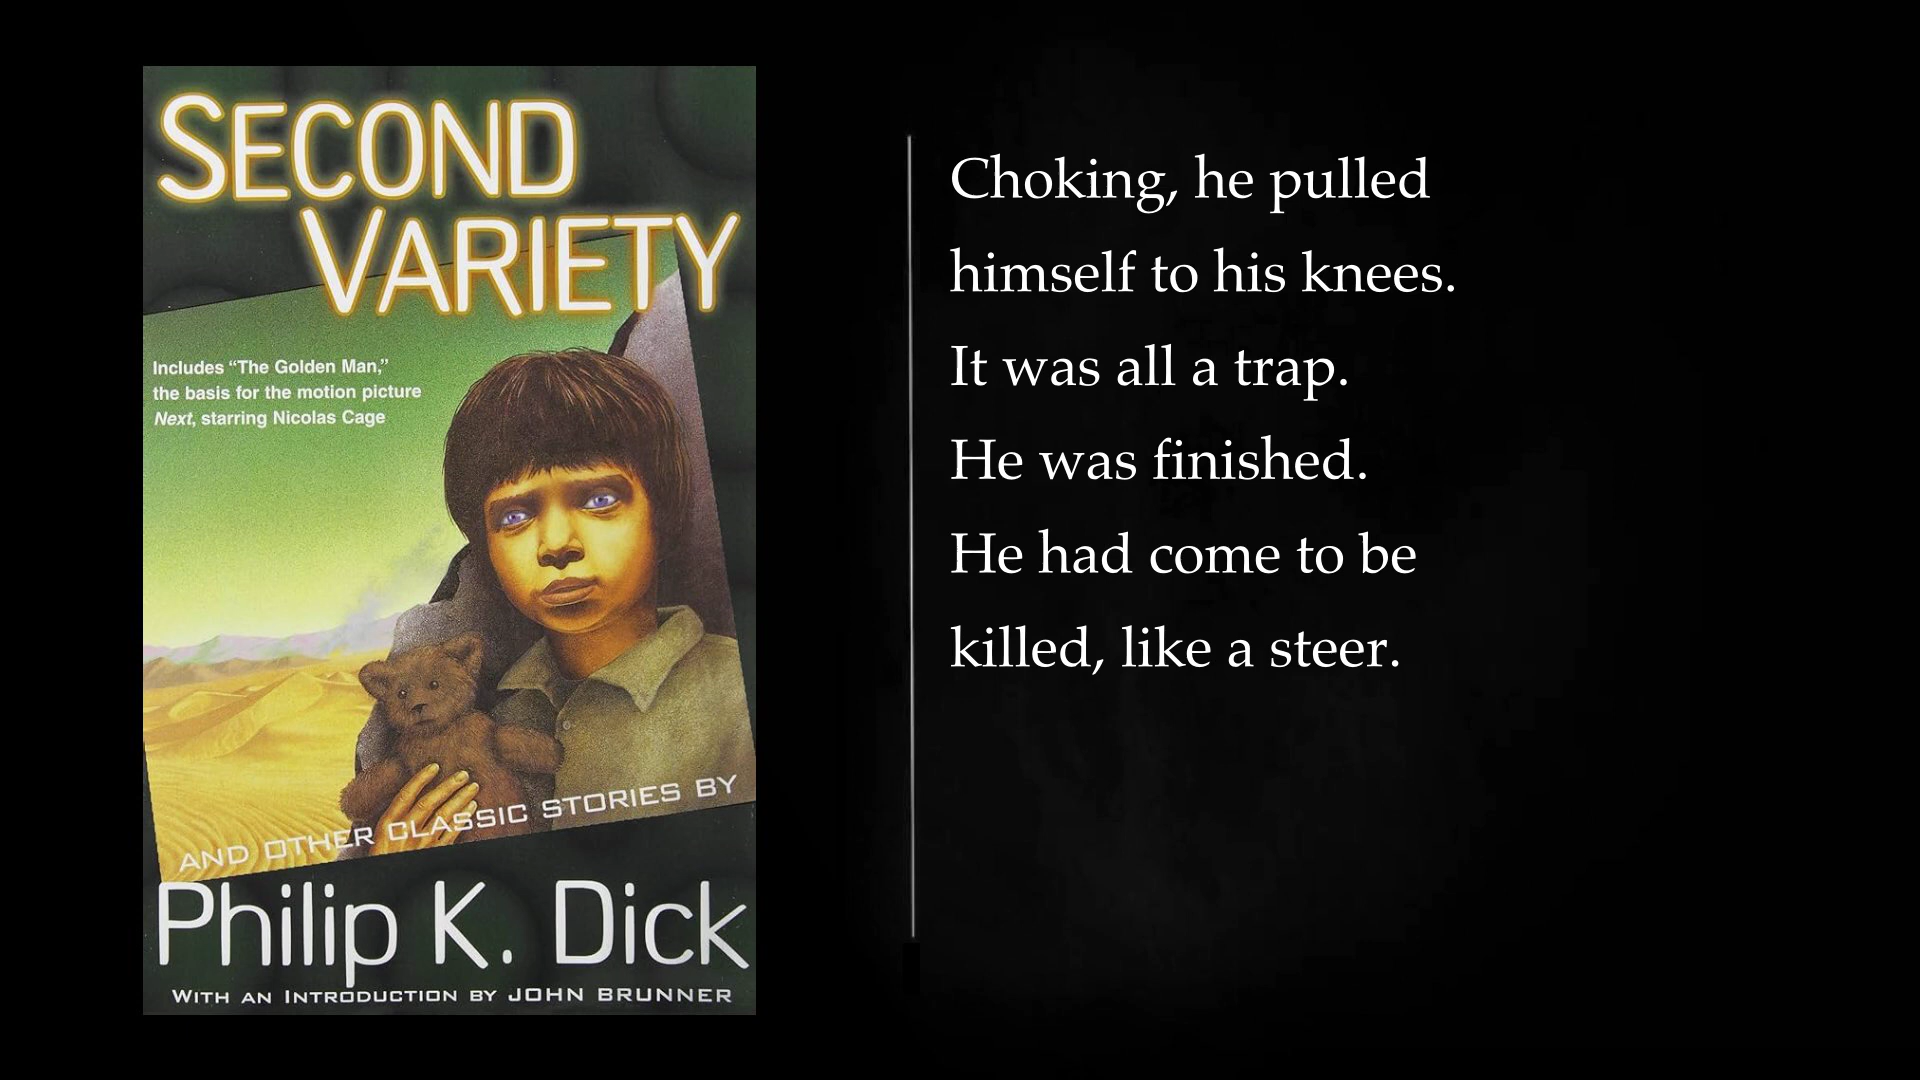 SECOND
VARIETY
Includes “The Golden Man,”
the basis for the motion picture
Next, starring Nicolas Cage
AND OTHER CLASSIC STORIES BY
Philip K. Dick
WITH AN INTRODUCTION BY JOHN BRUNNER
Choking, he pulled
himself to his knees.
It was all a trap.
He was finished.
He had come to be
killed, like a steer.